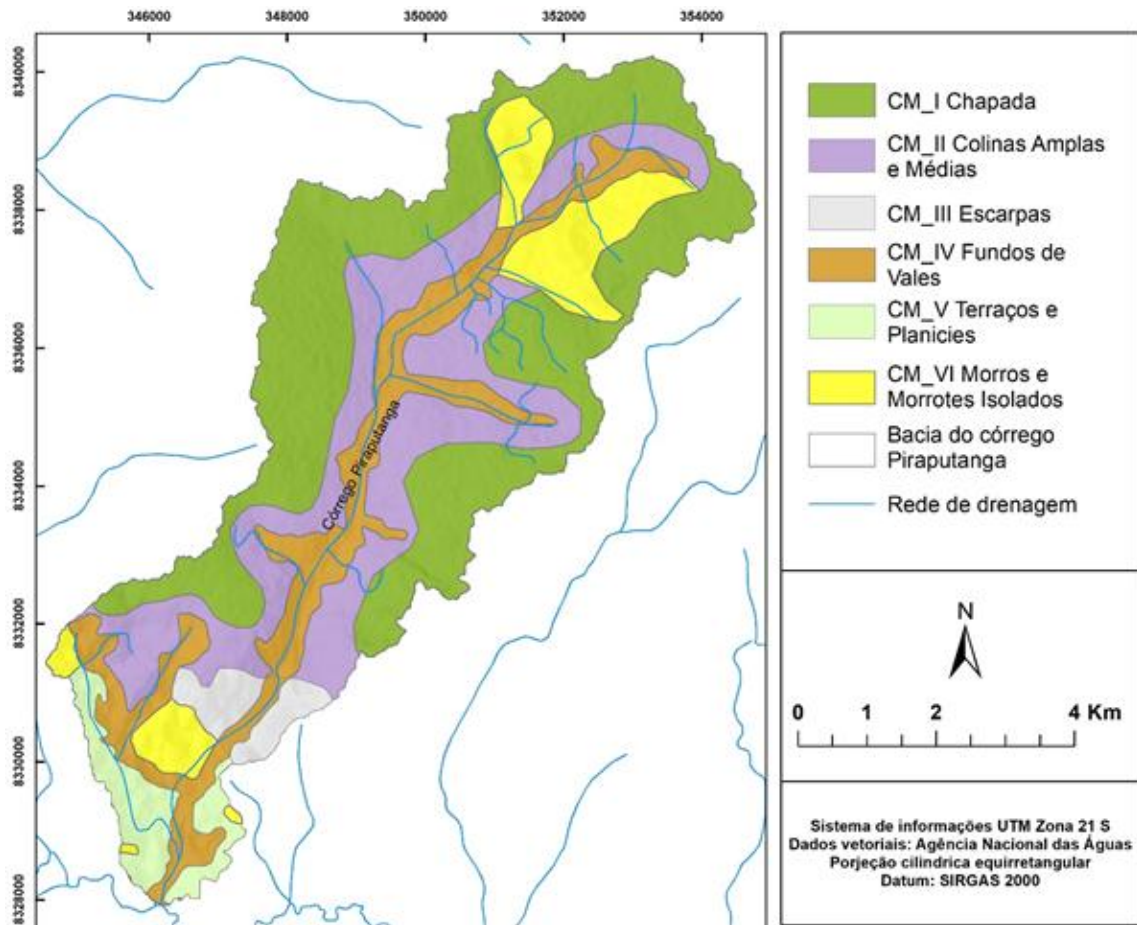 346000
348000
350000
352000
354000
8340000
8338000
8336000
8334000
8332000
8330000
8328000
Córrego Piraputanga
CM_I Chapada
CM_II Colinas Amplas
e Médias
CM_III Escarpas
CM_IV Fundos de
Vales
CM_V Terraços e
Planicies
CM_VI Morros e
Morrotes Isolados
Bacia do córrego
Piraputanga
Rede de drenagem
N
0 1 2 4 Km
Sistema de informações UTM Zona 21 S
Dados vetoriais: Agência Nacional das Águas
Porjeção cilindrica equirretangular
Datum: SIRGAS 2000